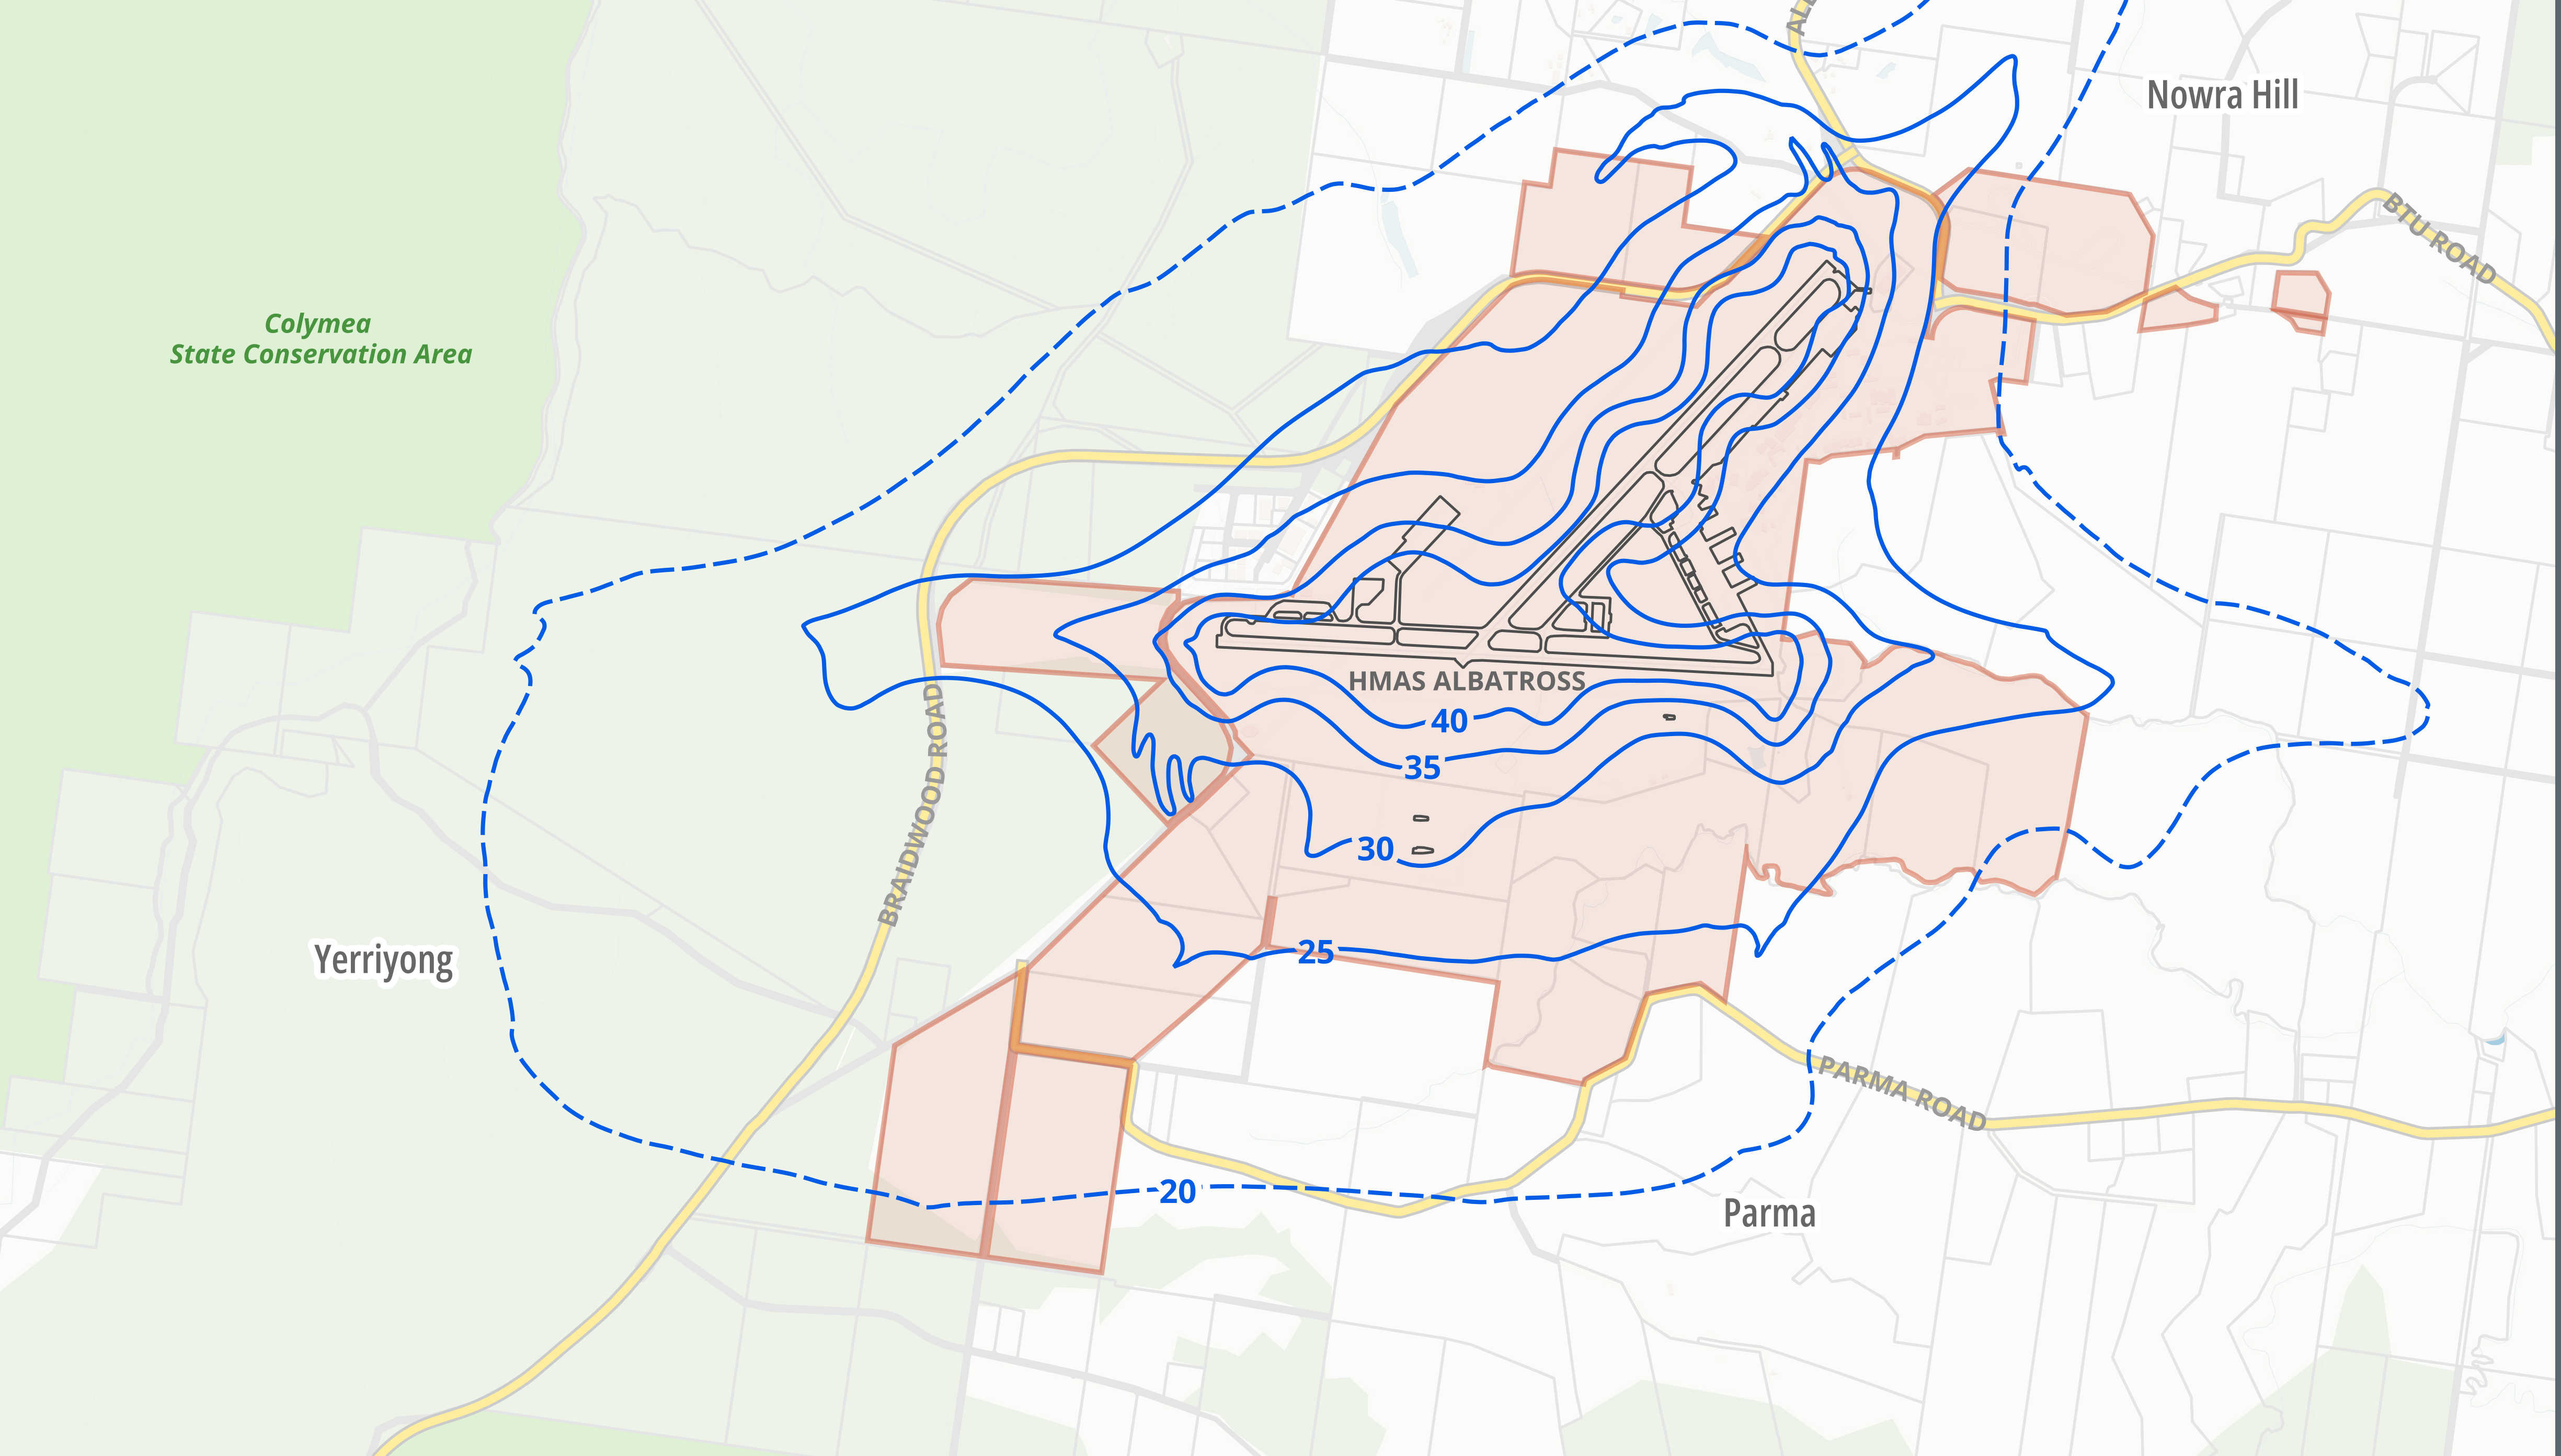 Nowra Hill
BTU ROAD
Colymea
State Conservation Area
HMAS ALBATROSS
40
35
30
25
20
BRAIDWOOD ROAD
Yerriyong
PARMA ROAD
Parma